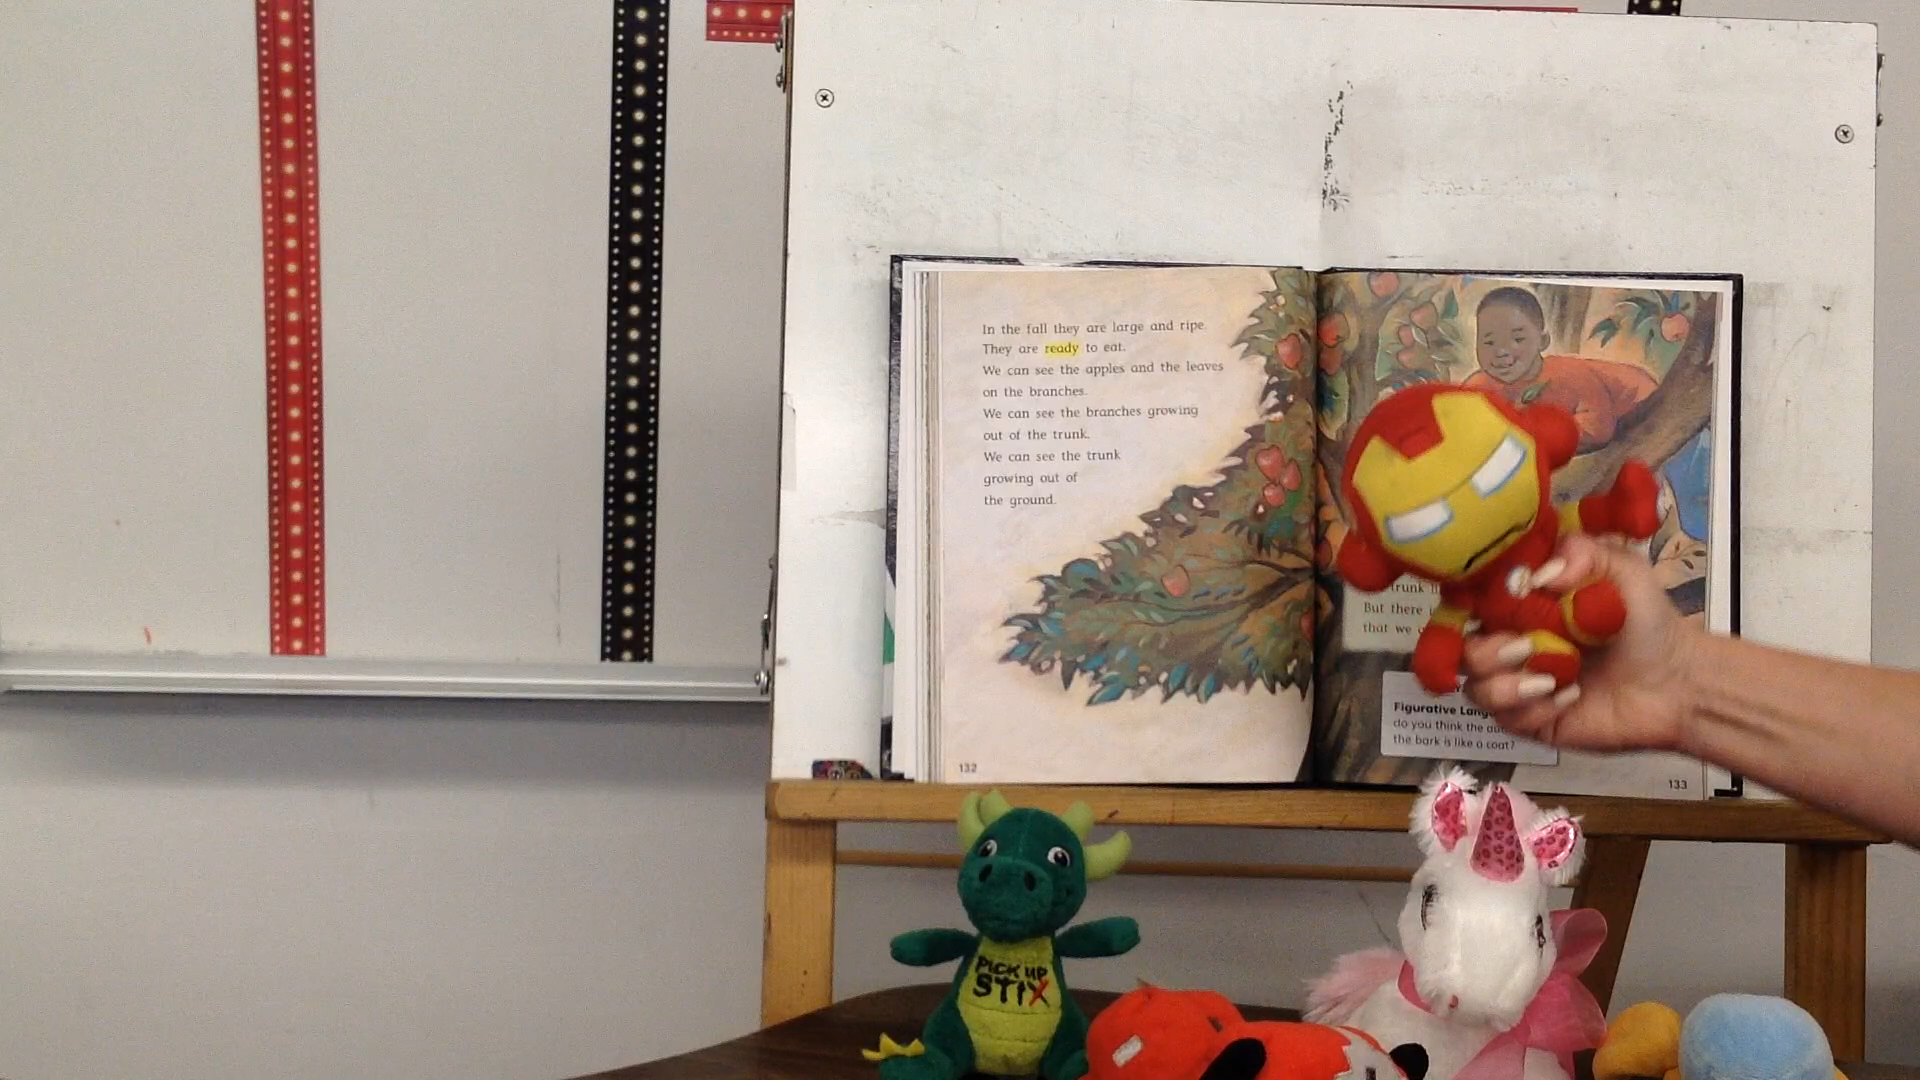 In the fall they are large and ripe.
They are ready to eat.
We can see the apples and the leaves
on the branches.
We can see the branches growing
out of the trunk.
We can see the trunk
growing out of
the ground.
132
trunk
But there
that we
Figurative
do you think the
the bark is like a coat?
133
PICK UP
STIX